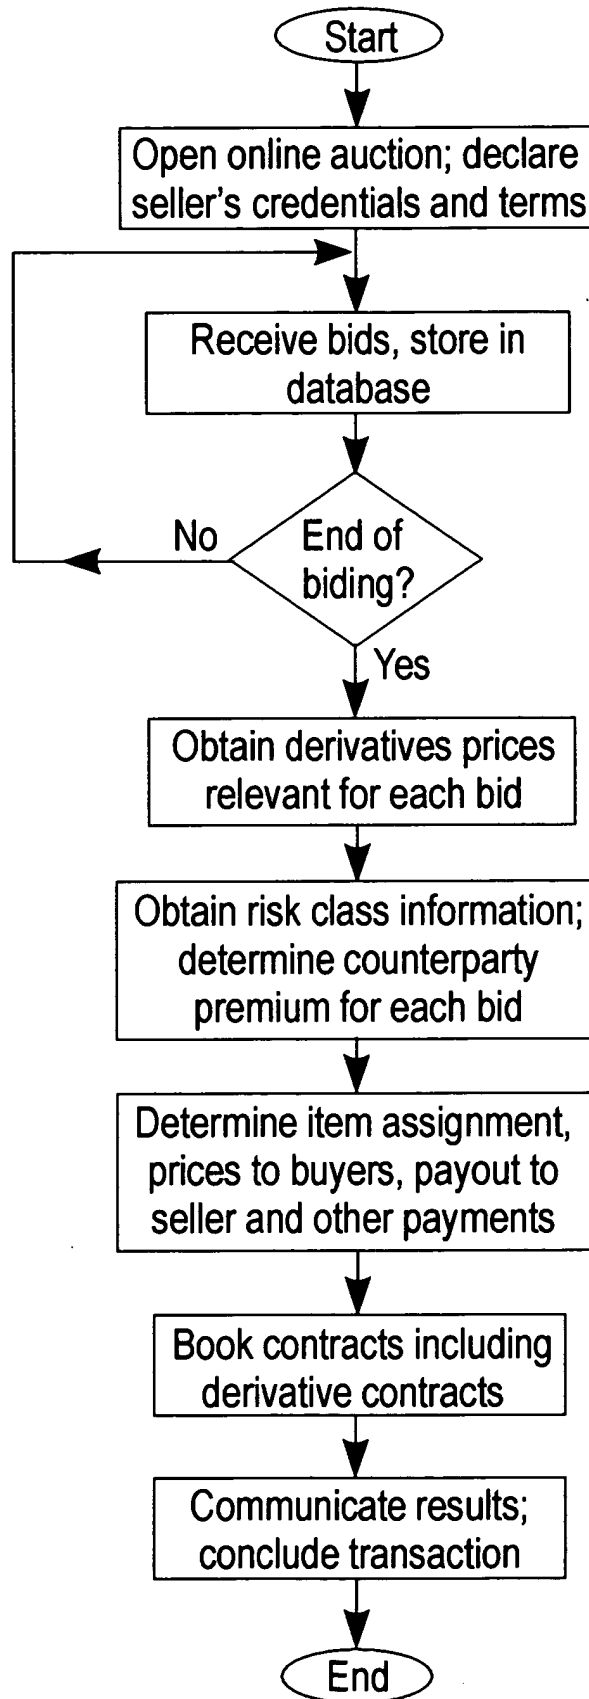 Start
Open online auction; declare
seller's credentials and terms
Receive bids, store in
database
No
End of
biding?
Yes
Obtain derivatives prices
relevant for each bid
Obtain risk class information;
determine counterparty
premium for each bid
Determine item assignment,
prices to buyers, payout to
seller and other payments
Book contracts including
derivative contracts
Communicate results;
conclude transaction
End